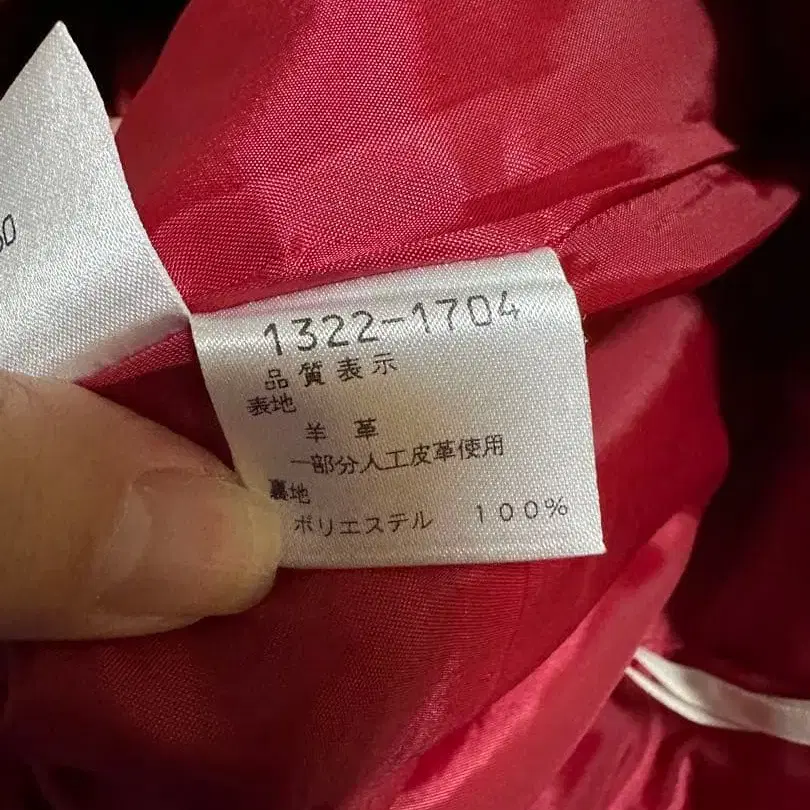 1322-1704
品質表示
表地
羊 革
一部分人工皮革使用
裏地
ポリエステル 100%